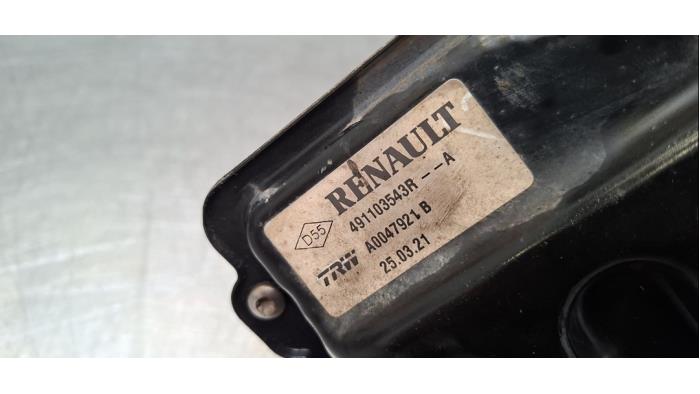 RENAULT
D55
491103543R -- A
TRW
A0047921 B
25.03.21